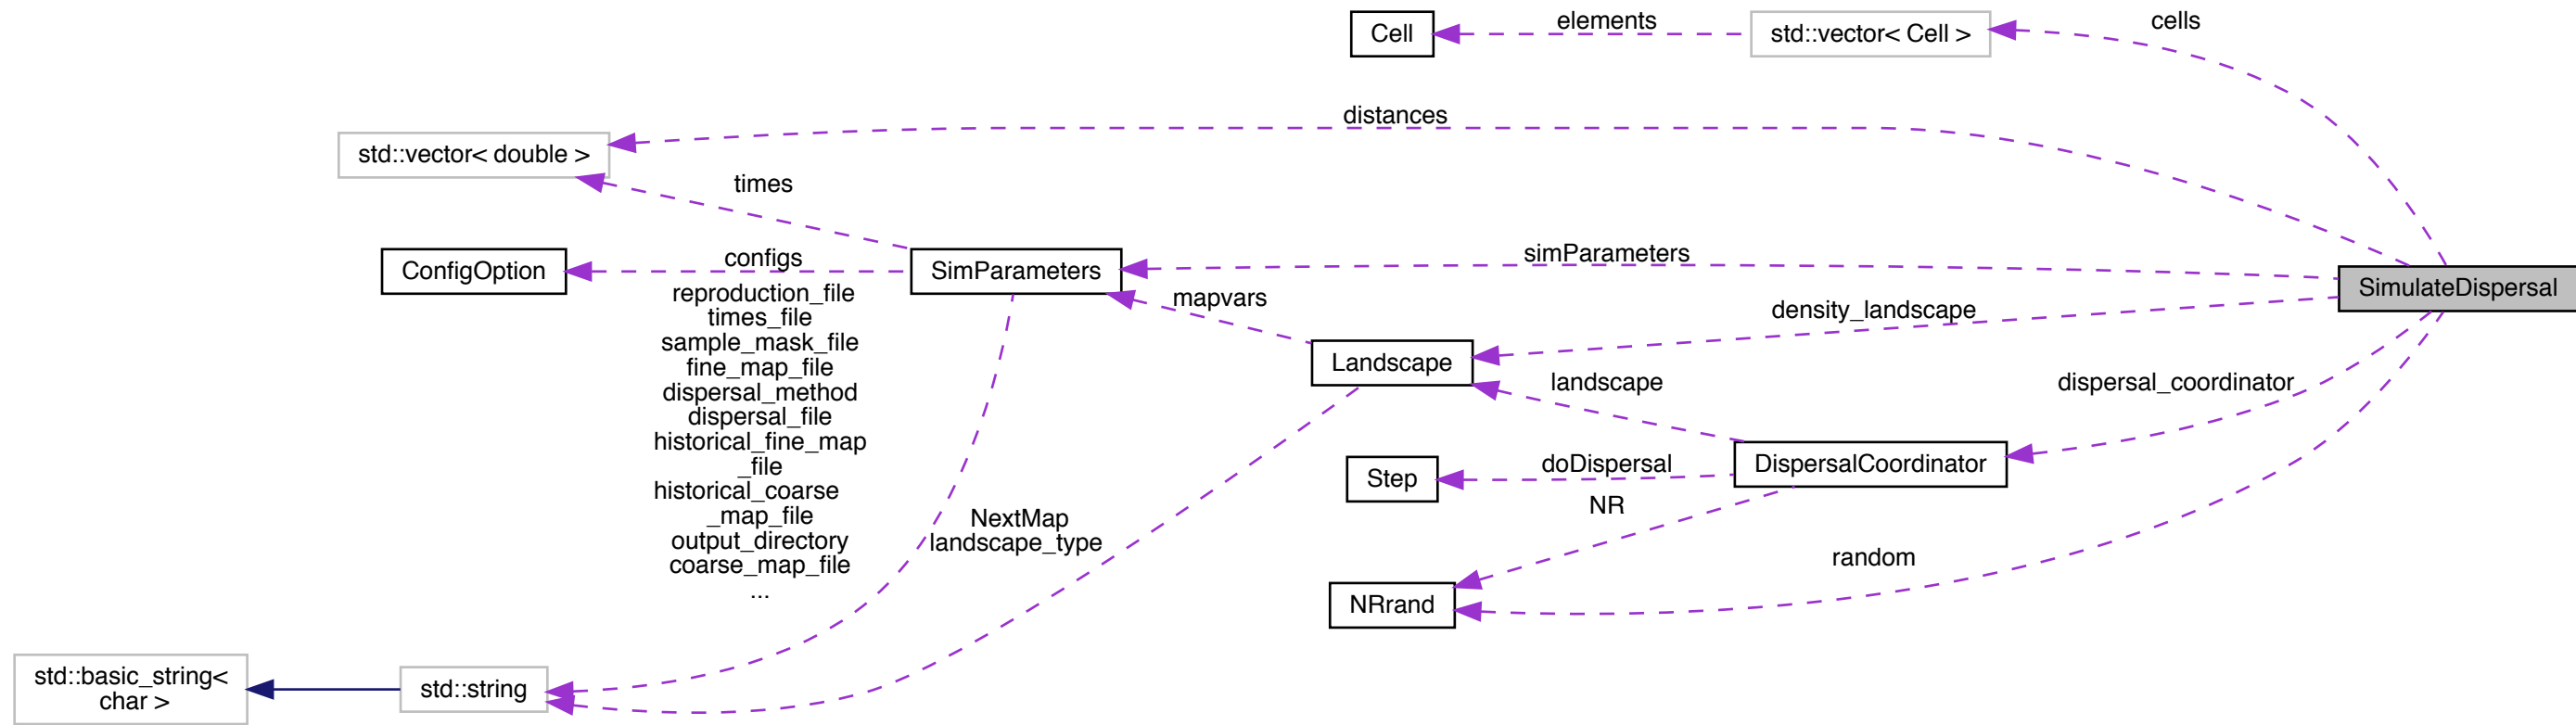 Cell
elements
std::vector< Cell >
cells
distances
std::vector< double >
times
ConfigOption
configs
SimParameters
simParameters
SimulateDispersal
mapvars
density_landscape
reproduction_file
times_file
sample_mask_file
fine_map_file
dispersal_method
dispersal_file
historical_fine_map
_file
historical_coarse
_map_file
output_directory
coarse_map_file
...
Landscape
landscape
dispersal_coordinator
Step
doDispersal
DispersalCoordinator
NR
NextMap
landscape_type
random
NRrand
std::basic_string<
char >
std::string